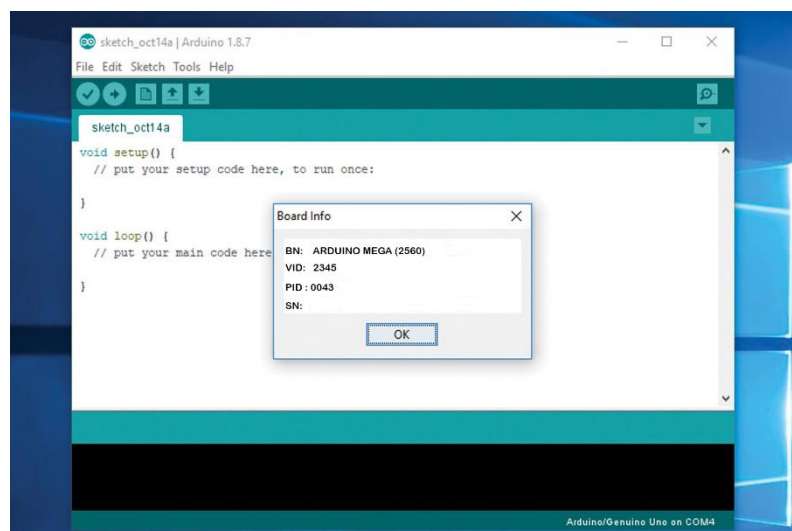 sketch_oct14a | Arduino 1.8.7
File Edit Sketch Tools Help
sketch_oct14a
void setup() {
// put your setup code here, to run once:
}
void loop() {
// put your main code here
}
Board Info
BN: ARDUINO MEGA (2560)
VID: 2345
PID : 0043
SN:
OK
Arduino/Genuino Uno on COM4